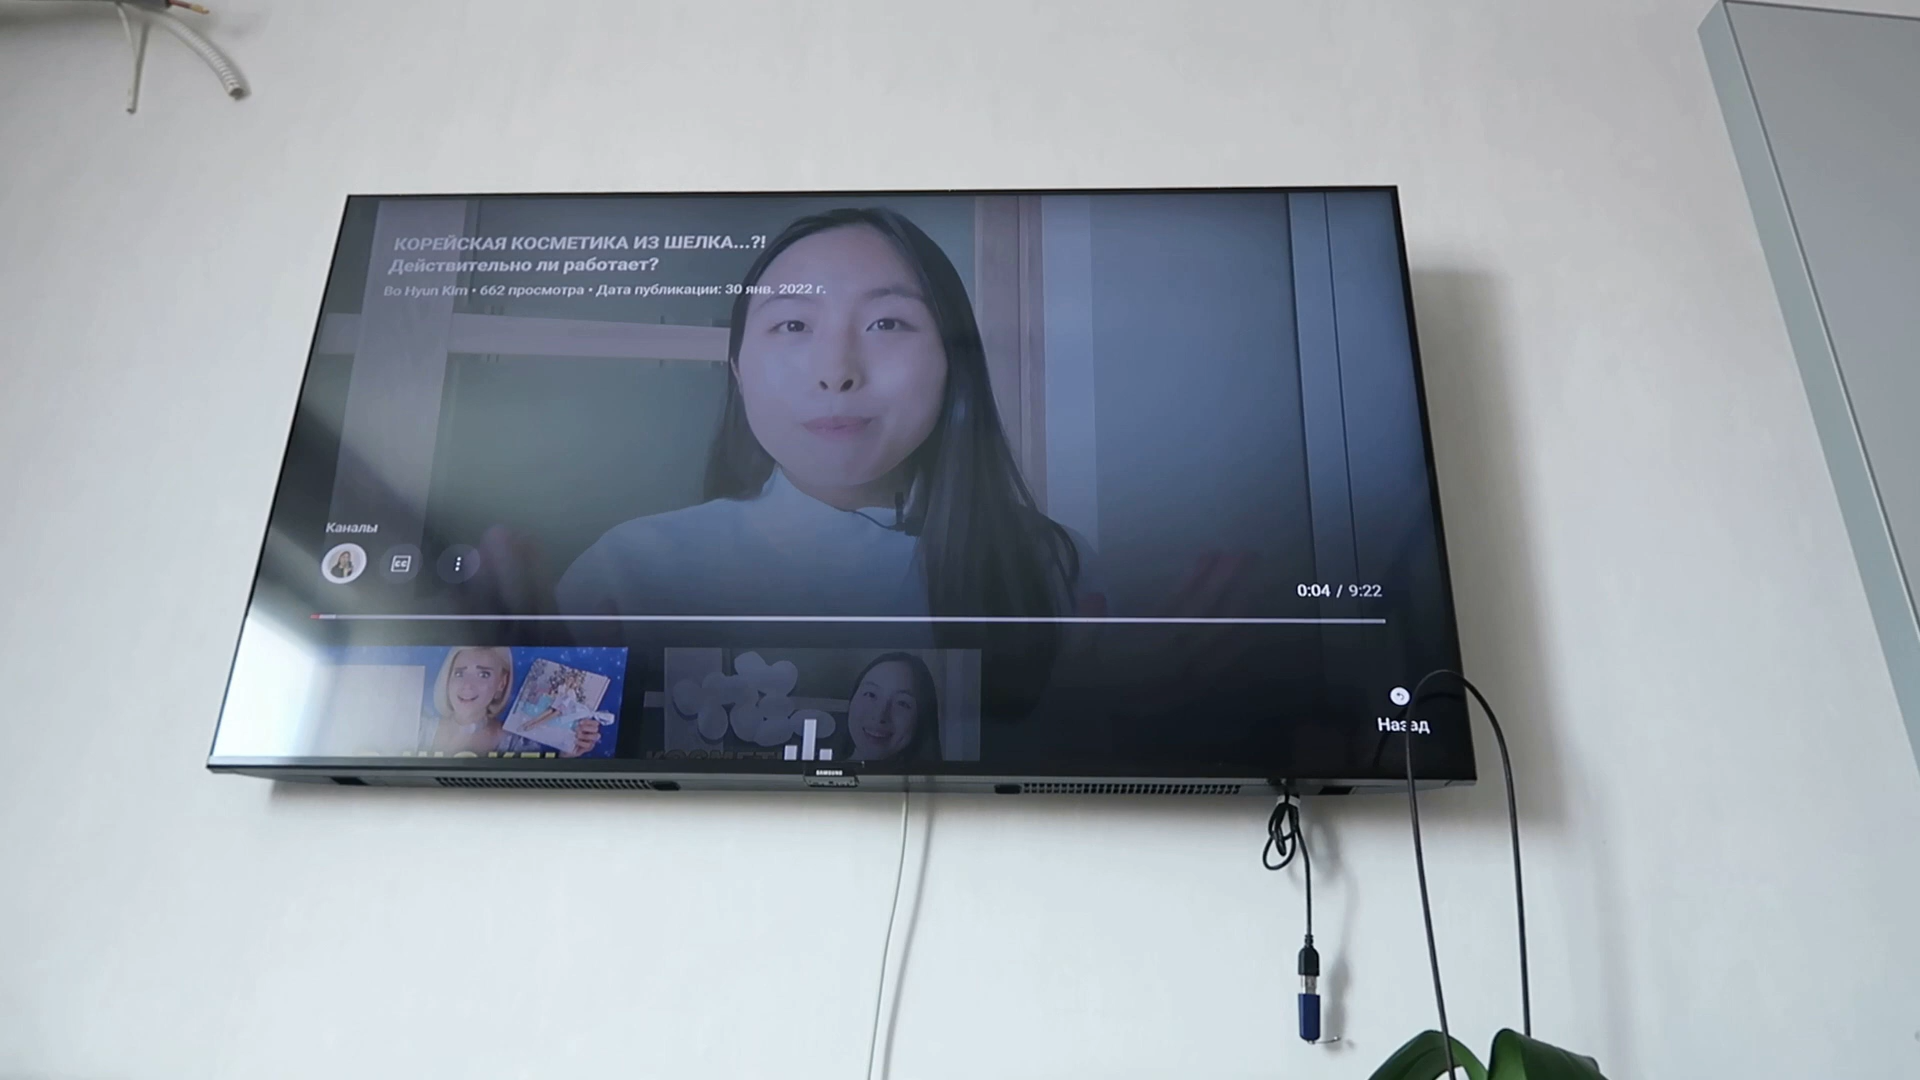 КОРЕЙСКАЯ КОСМЕТИКА ИЗ ШЕЛКА...?!
Действительно ли работает?
Bo Hyun Kim • 662 просмотра • Дата публикации: 30 янв. 2022 г.
Каналы
CC
0:04 / 9:22
Назад
SAMSUNG